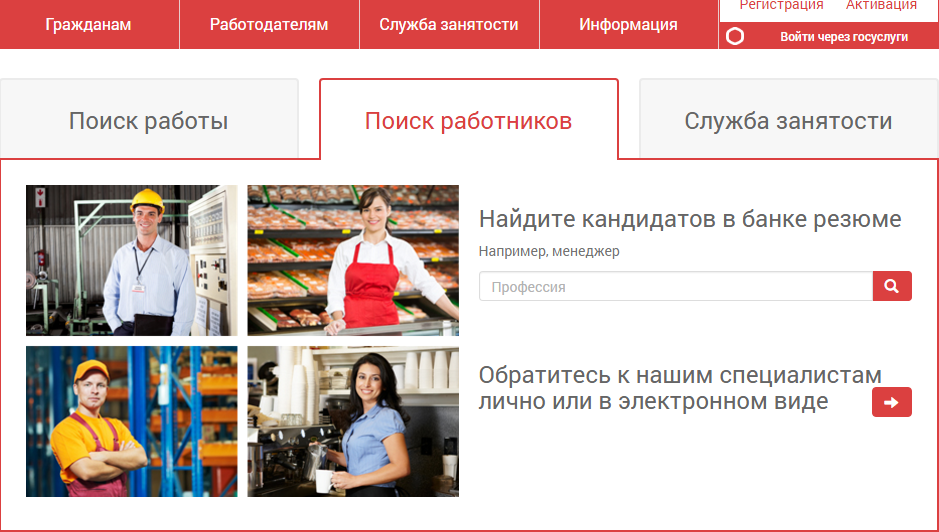 Гражданам
Работодателям
Служба занятости
Информация
Регистрация
Активация
Войти через госуслуги
Поиск работы
Поиск работников
Служба занятости
Найдите кандидатов в банке резюме
Например, менеджер
Профессия
Обратитесь к нашим специалистам
лично или в электронном виде